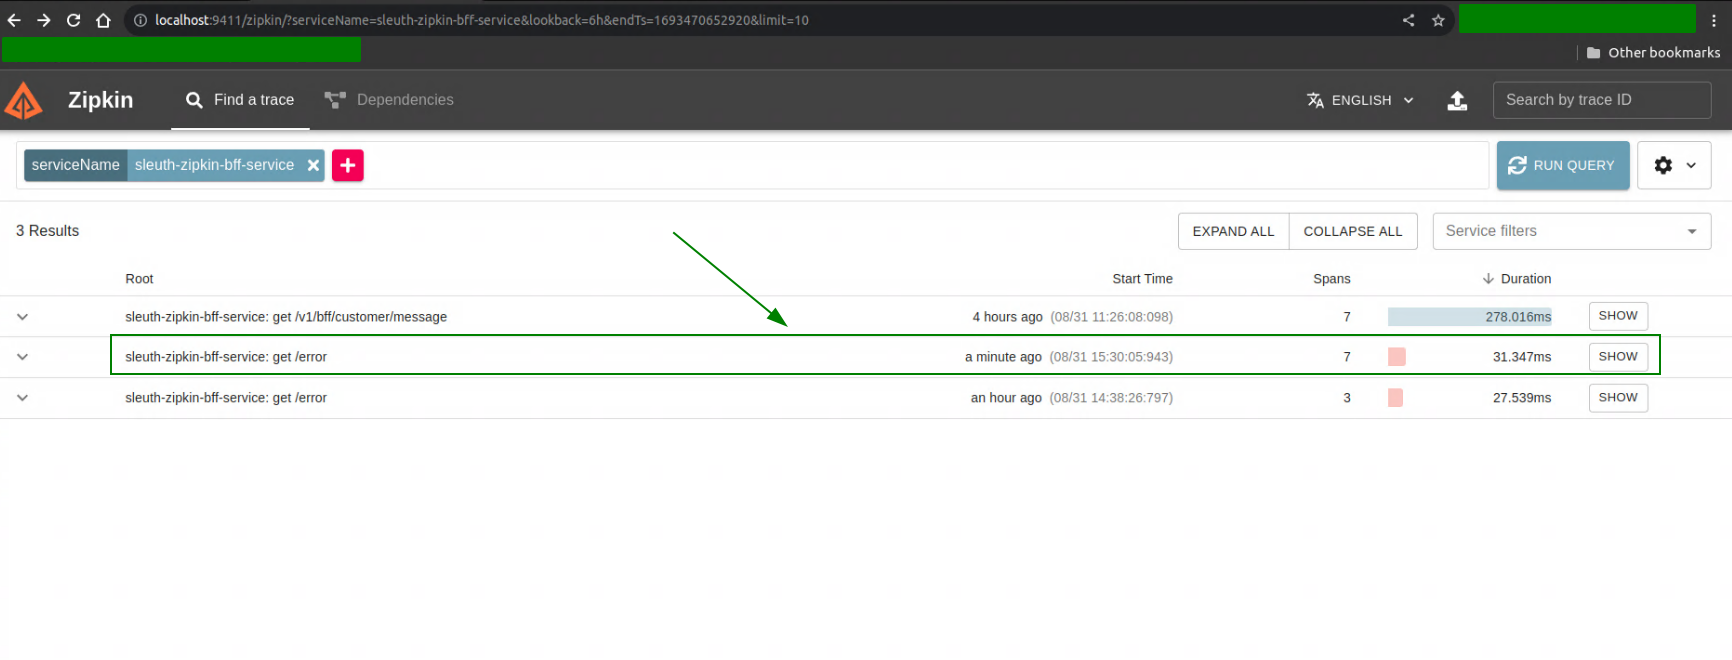 localhost:9411/zipkin/?serviceName=sleuth-zipkin-bff-service&lookback=6h&endTs=1693470652920&limit=10
Other bookmarks
Zipkin Find a trace Dependencies ENGLISH Search by trace ID
serviceName sleuth-zipkin-bff-service RUN QUERY
3 Results EXPAND ALL COLLAPSE ALL Service filters
Root Start Time Spans Duration
sleuth-zipkin-bff-service: get /v1/bff/customer/message 4 hours ago (08/31 11:26:08:098) 7 278.016ms SHOW
sleuth-zipkin-bff-service: get /error a minute ago (08/31 15:30:05:943) 7 31.347ms SHOW
sleuth-zipkin-bff-service: get /error an hour ago (08/31 14:38:26:797) 3 27.539ms SHOW